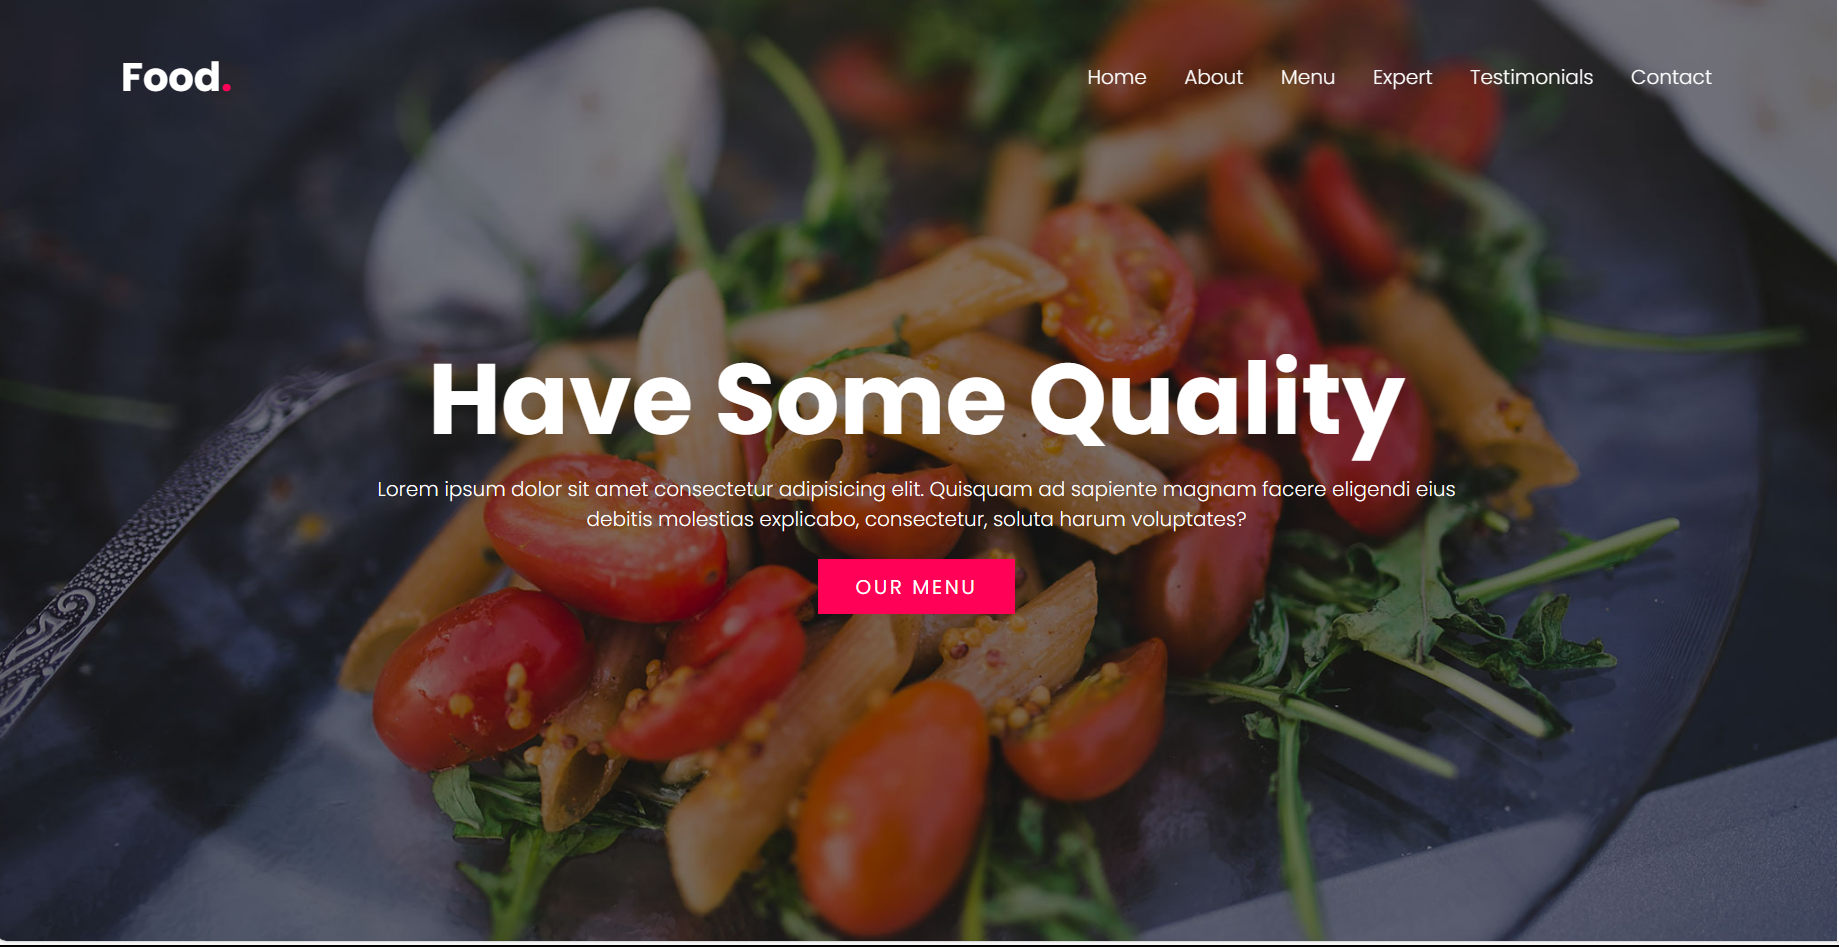 Food.
Home About Menu Expert Testimonials Contact
Have Some Quality
Lorem ipsum dolor sit amet consectetur adipisicing elit. Quisquam ad sapiente magnam facere eligendi eius
debitis molestias explicabo, consectetur, soluta harum voluptates?
OUR MENU